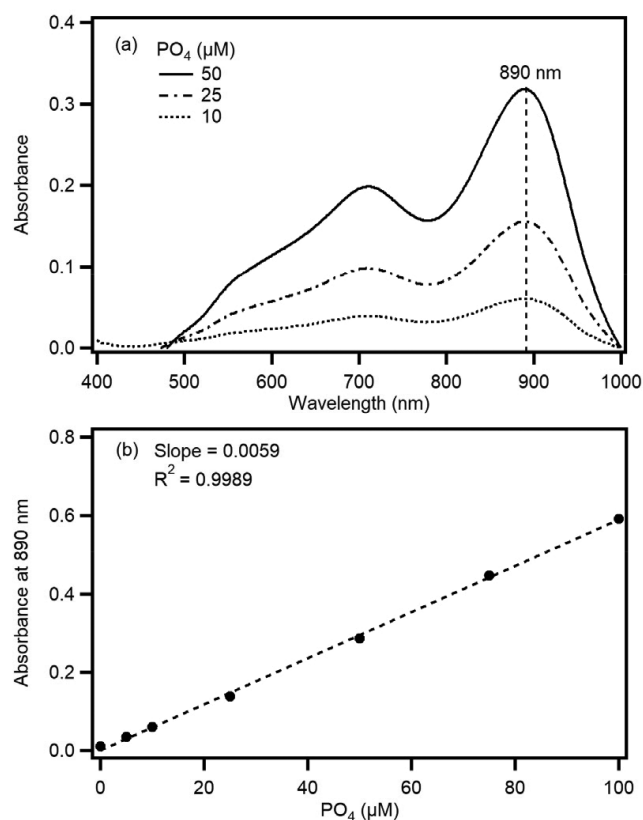 (a)
PO4 (µM)
50
25
10
890 nm
0.4
0.3
0.2
0.1
0.0
Absorbance
400 500 600 700 800 900 1000
Wavelength (nm)
(b) Slope = 0.0059
R² = 0.9989
0.8
0.6
0.4
0.2
0.0
Absorbance at 890 nm
0 20 40 60 80 100
PO4 (µM)